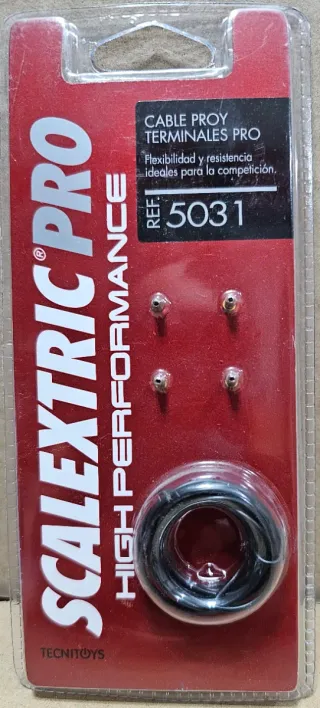 CABLE PROY
TERMINALES PRO
Flexibilidad y resistencia
ideales para la competición.
REF 5031
SCALEXTRIC® PRO
HIGH PERFORMANCE
TECNITOYS